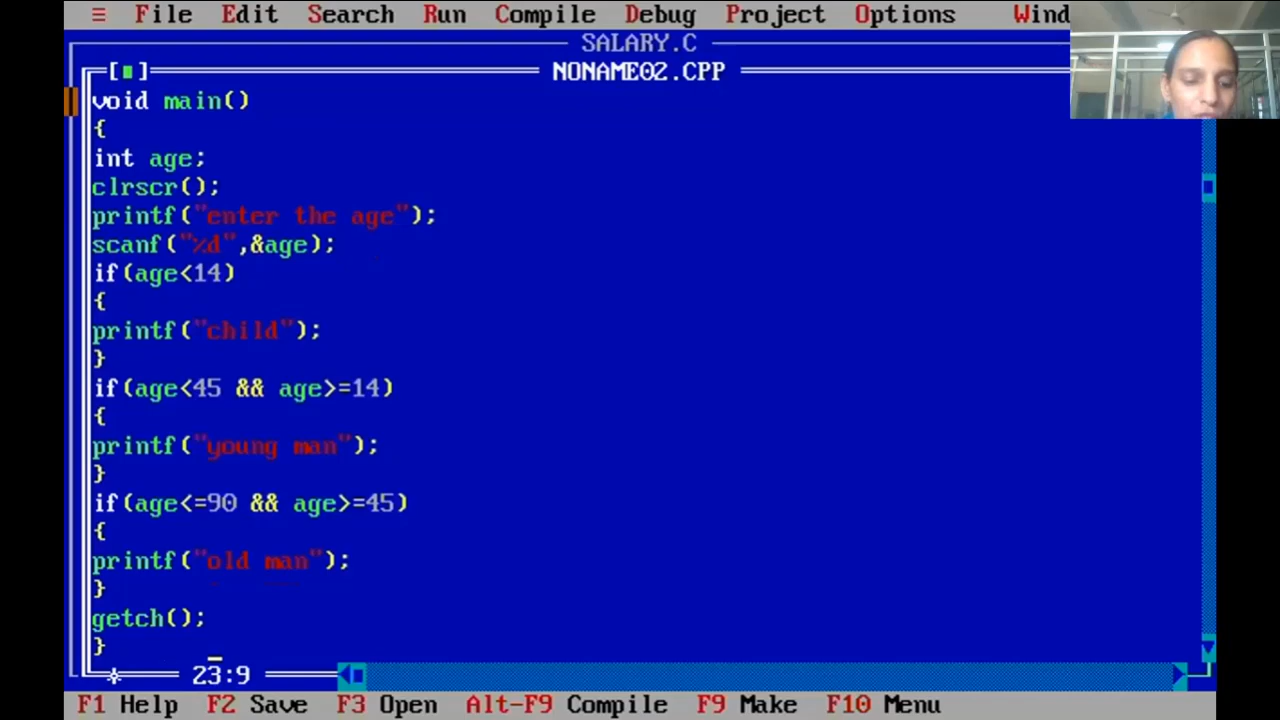 ≡ File Edit Search Run Compile Debug Project Options Wind
SALARY.C
[■] NONAME02.CPP
void main()
{
int age;
clrscr();
printf("enter the age");
scanf("%d",&age);
if(age<14)
{
printf("child");
}
if(age<45 && age>=14)
{
printf("young man");
}
if(age<=90 && age>=45)
{
printf("old man");
}
getch();
}
23:9
F1 Help F2 Save F3 Open Alt-F9 Compile F9 Make F10 Menu